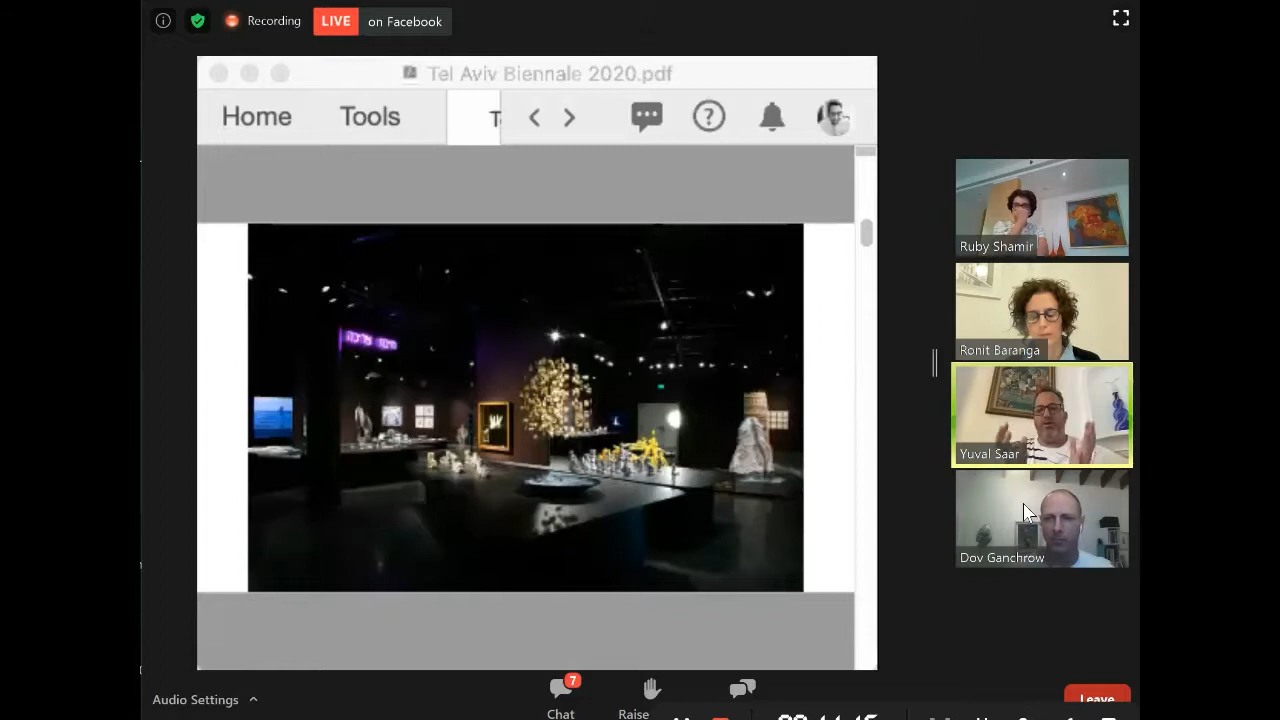 Recording
LIVE on Facebook
Tel Aviv Biennale 2020.pdf
Home Tools
Ruby Shamir
Ronit Baranga
Yuval Saar
Dov Ganchrow
Audio Settings
7
Chat
Raise
Leave